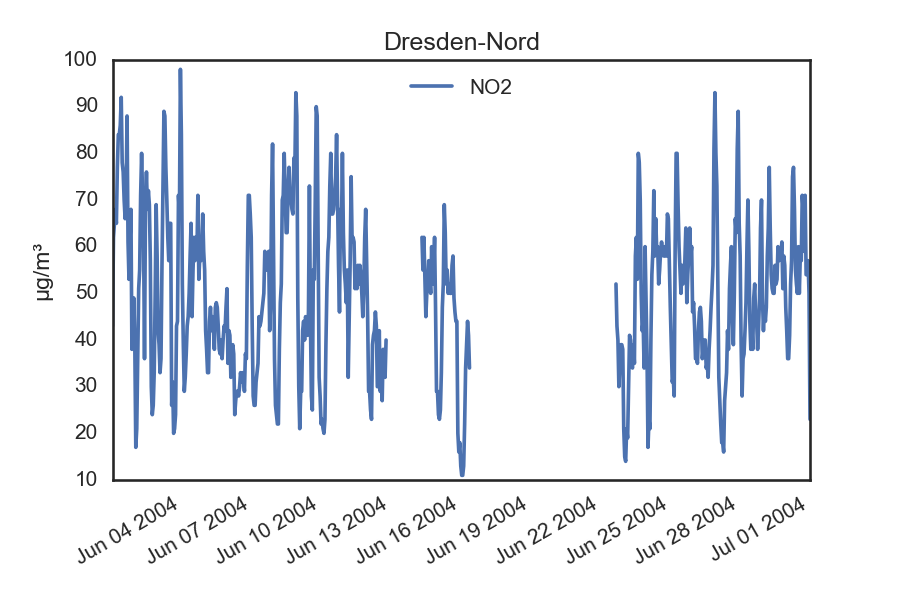 Dresden-Nord
NO2
µg/m³
100
90
80
70
60
50
40
30
20
10
Jun 04 2004
Jun 07 2004
Jun 10 2004
Jun 13 2004
Jun 16 2004
Jun 19 2004
Jun 22 2004
Jun 25 2004
Jun 28 2004
Jul 01 2004